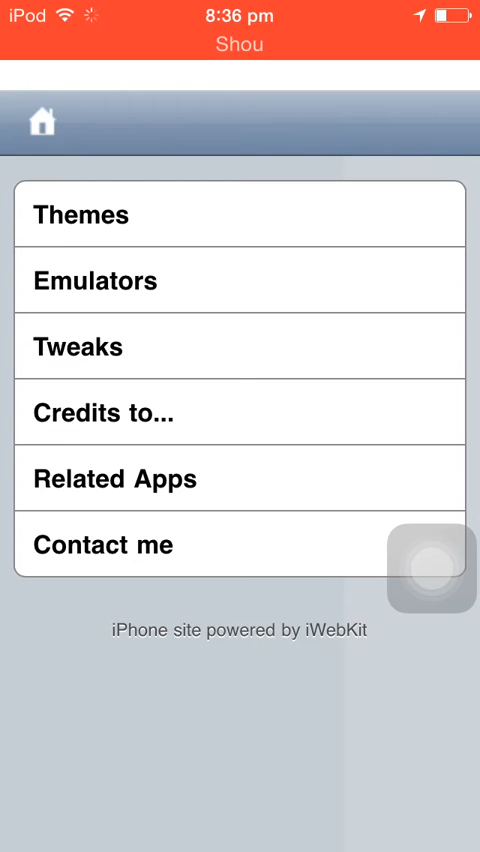 iPod 8:36 pm
Shou
Themes
Emulators
Tweaks
Credits to...
Related Apps
Contact me
iPhone site powered by iWebKit